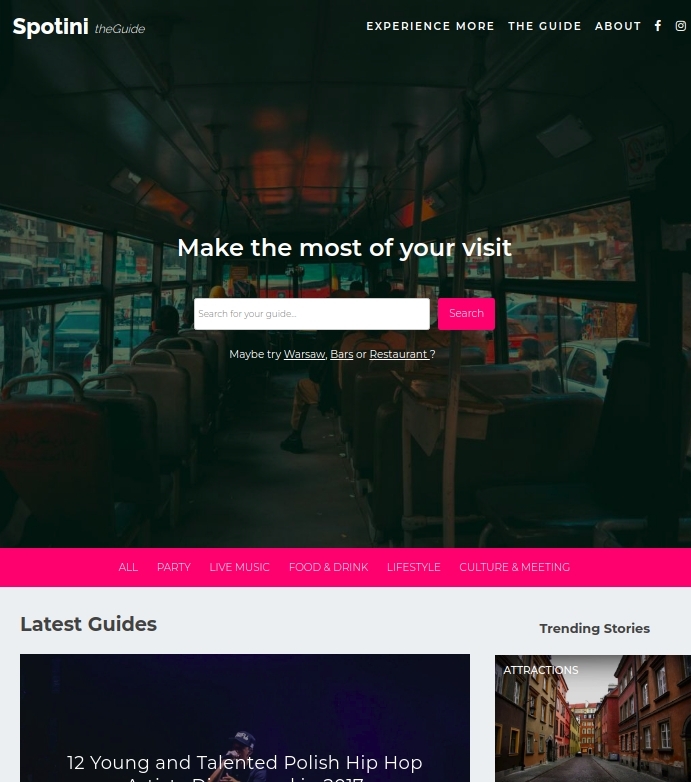 Spotini theGuide
EXPERIENCE MORE THE GUIDE ABOUT
Make the most of your visit
Search for your guide...
Search
Maybe try Warsaw, Bars or Restaurant ?
ALL PARTY LIVE MUSIC FOOD & DRINK LIFESTYLE CULTURE & MEETING
Latest Guides
Trending Stories
ATTRACTIONS
12 Young and Talented Polish Hip Hop